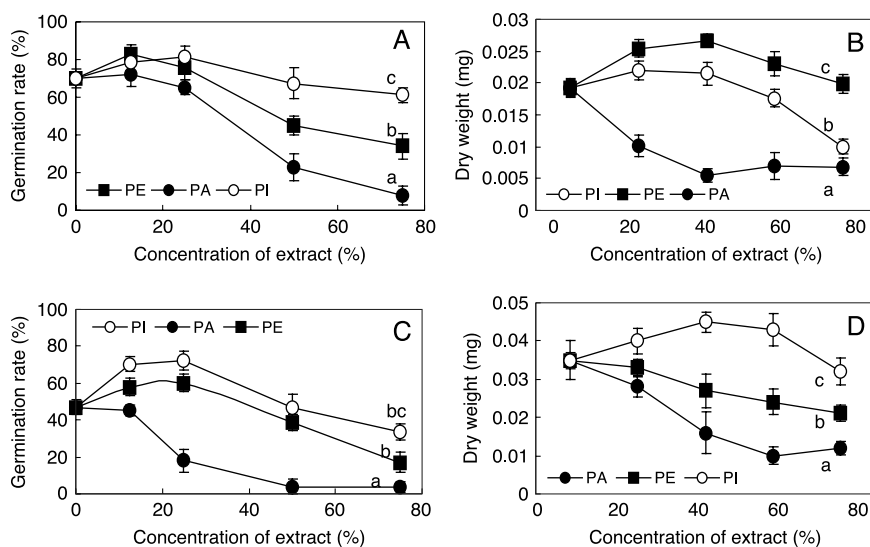 A
Germination rate (%)
100
80
60
40
20
0
c
b
a
PE PA PI
0 20 40 60 80
Concentration of extract (%)
B
Dry weight (mg)
0.03
0.025
0.02
0.015
0.01
0.005
0
c
b
a
PI PE PA
0 20 40 60 80
Concentration of extract (%)
C
Germination rate (%)
100
80
60
40
20
0
PI PA PE
bc
b
a
0 20 40 60 80
Concentration of extract (%)
D
Dry weight (mg)
0.05
0.04
0.03
0.02
0.01
0
c
b
a
PA PE PI
0 20 40 60 80
Concentration of extract (%)